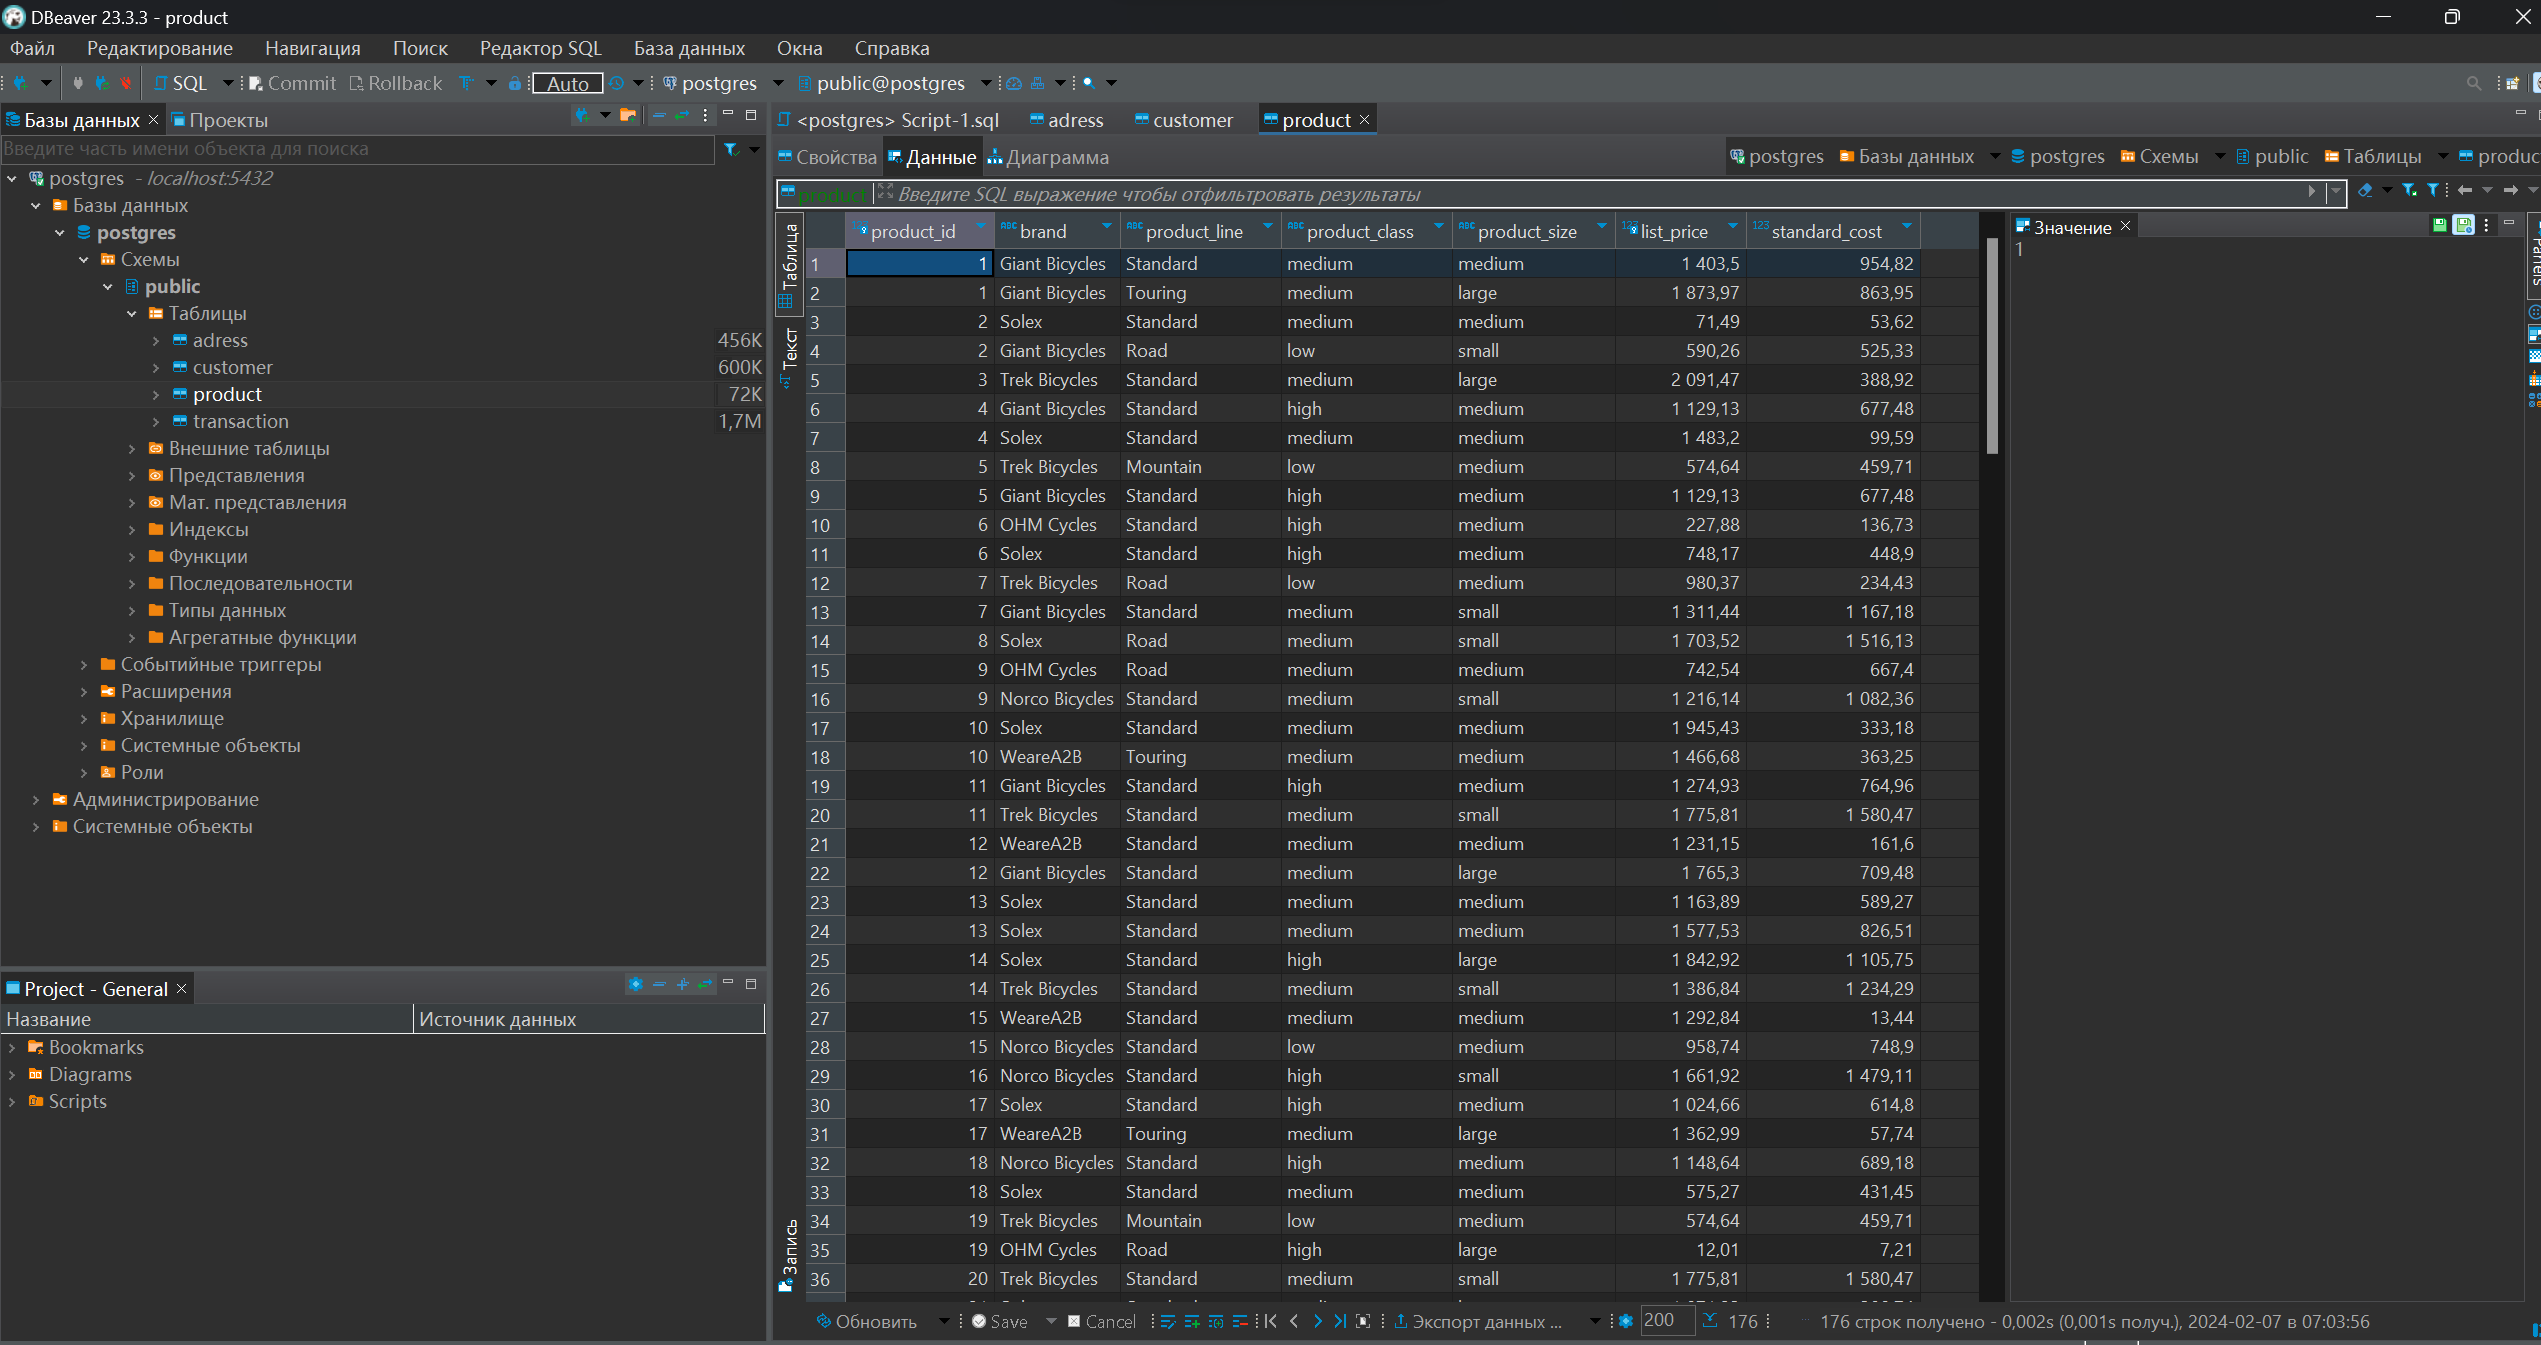 DBeaver 23.3.3 - product
Файл Редактирование Навигация Поиск Редактор SQL База данных Окна Справка
SQL Commit Rollback Auto postgres public@postgres
Базы данных Проекты
Введите часть имени объекта для поиска
postgres - localhost:5432
Базы данных
postgres
Схемы
public
Таблицы
adress 456K
customer 600K
product 72K
transaction 1,7M
Внешние таблицы
Представления
Мат. представления
Индексы
Функции
Последовательности
Типы данных
Агрегатные функции
Событийные триггеры
Расширения
Хранилище
Системные объекты
Роли
Администрирование
Системные объекты
Project - General
Название Источник данных
Bookmarks
Diagrams
Scripts
<postgres> Script-1.sql adress customer product
Свойства Данные Диаграмма postgres Базы данных postgres Схемы public Таблицы produc
product Введите SQL выражение чтобы отфильтровать результаты
Таблица
Текст
Запись
product_id brand product_line product_class product_size list_price standard_cost
1 1 Giant Bicycles Standard medium medium 1 403,5 954,82
2 1 Giant Bicycles Touring medium large 1 873,97 863,95
3 2 Solex Standard medium medium 71,49 53,62
4 2 Giant Bicycles Road low small 590,26 525,33
5 3 Trek Bicycles Standard medium large 2 091,47 388,92
6 4 Giant Bicycles Standard high medium 1 129,13 677,48
7 4 Solex Standard medium medium 1 483,2 99,59
8 5 Trek Bicycles Mountain low medium 574,64 459,71
9 5 Giant Bicycles Standard high medium 1 129,13 677,48
10 6 OHM Cycles Standard high medium 227,88 136,73
11 6 Solex Standard high medium 748,17 448,9
12 7 Trek Bicycles Road low medium 980,37 234,43
13 7 Giant Bicycles Standard medium small 1 311,44 1 167,18
14 8 Solex Road medium small 1 703,52 1 516,13
15 9 OHM Cycles Road medium medium 742,54 667,4
16 9 Norco Bicycles Standard medium small 1 216,14 1 082,36
17 10 Solex Standard medium medium 1 945,43 333,18
18 10 WeareA2B Touring medium medium 1 466,68 363,25
19 11 Giant Bicycles Standard high medium 1 274,93 764,96
20 11 Trek Bicycles Standard medium small 1 775,81 1 580,47
21 12 WeareA2B Standard medium medium 1 231,15 161,6
22 12 Giant Bicycles Standard medium large 1 765,3 709,48
23 13 Solex Standard medium medium 1 163,89 589,27
24 13 Solex Standard medium medium 1 577,53 826,51
25 14 Solex Standard high large 1 842,92 1 105,75
26 14 Trek Bicycles Standard medium small 1 386,84 1 234,29
27 15 WeareA2B Standard medium medium 1 292,84 13,44
28 15 Norco Bicycles Standard low medium 958,74 748,9
29 16 Norco Bicycles Standard high small 1 661,92 1 479,11
30 17 Solex Standard high medium 1 024,66 614,8
31 17 WeareA2B Touring medium large 1 362,99 57,74
32 18 Norco Bicycles Standard high medium 1 148,64 689,18
33 18 Solex Standard medium medium 575,27 431,45
34 19 Trek Bicycles Mountain low medium 574,64 459,71
35 19 OHM Cycles Road high large 12,01 7,21
36 20 Trek Bicycles Standard medium small 1 775,81 1 580,47
Значение
1
Panels
Обновить Save Cancel Экспорт данных ... 200 176 176 строк получено - 0,002s (0,001s получ.), 2024-02-07 в 07:03:56